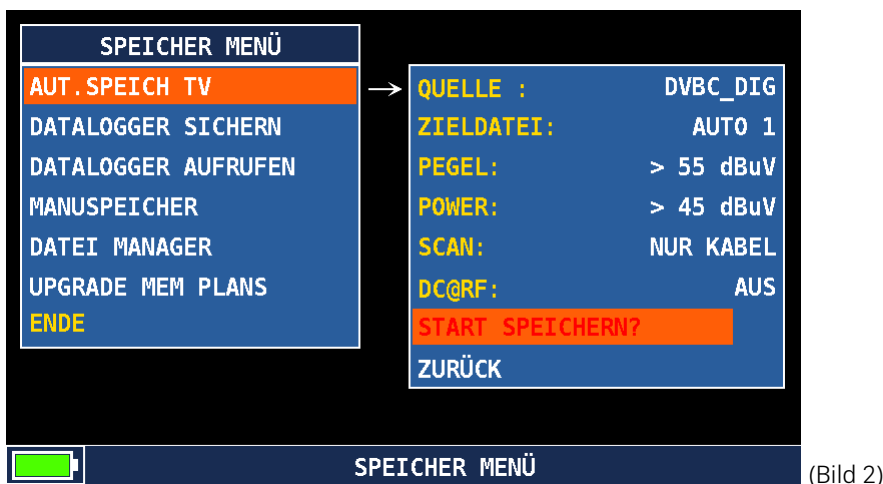 SPEICHER MENÜ
AUT.SPEICH TV
DATALOGGER SICHERN
DATALOGGER AUFRUFEN
MANUSPEICHER
DATEI MANAGER
UPGRADE MEM PLANS
ENDE
→
QUELLE : DVBC_DIG
ZIELDATEI: AUTO 1
PEGEL: > 55 dBuV
POWER: > 45 dBuV
SCAN: NUR KABEL
DC@RF: AUS
START SPEICHERN?
ZURÜCK
SPEICHER MENÜ
(Bild 2)